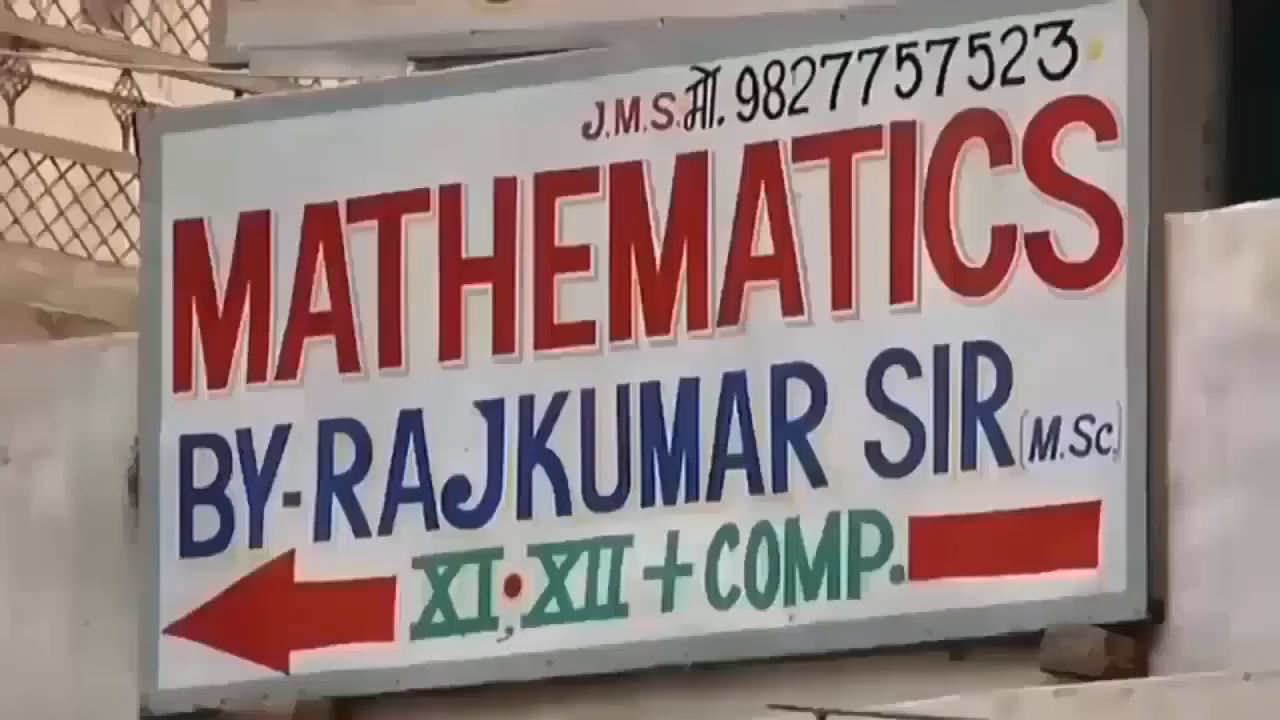 J.M.S. मो. 9827757523
MATHEMATICS
BY-RAJKUMAR SIR (M.Sc.)
XI, XII + COMP.